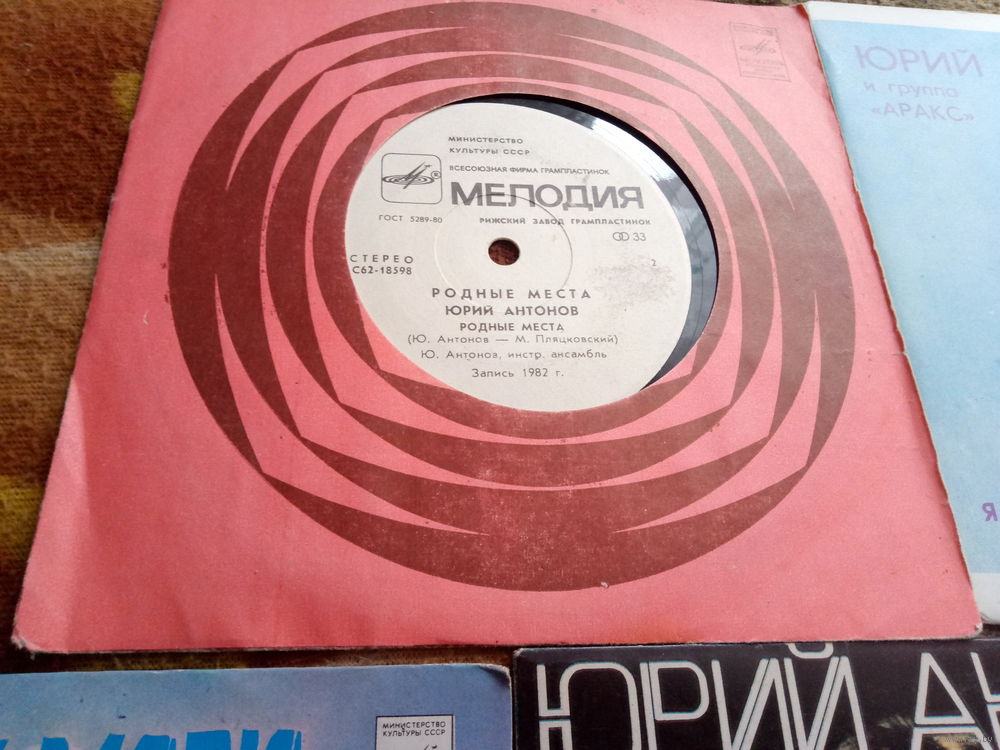 МИНИСТЕРСТВО
КУЛЬТУРЫ СССР
ВСЕСОЮЗНАЯ ФИРМА ГРАМПЛАСТИНОК
МЕЛОДИЯ
ГОСТ 5289-80
РИЖСКИЙ ЗАВОД ГРАМПЛАСТИНОК
33
СТЕРЕО
С62-18598
2
РОДНЫЕ МЕСТА
ЮРИЙ АНТОНОВ
РОДНЫЕ МЕСТА
(Ю. Антонов — М. Пляцковский)
Ю. Антонов, инстр. ансамбль
Запись 1982 г.
ЮРИЙ
и группа
«АРАКС»
Я
МИНИСТЕРСТВО
КУЛЬТУРЫ СССР
ЮРИЙ АН